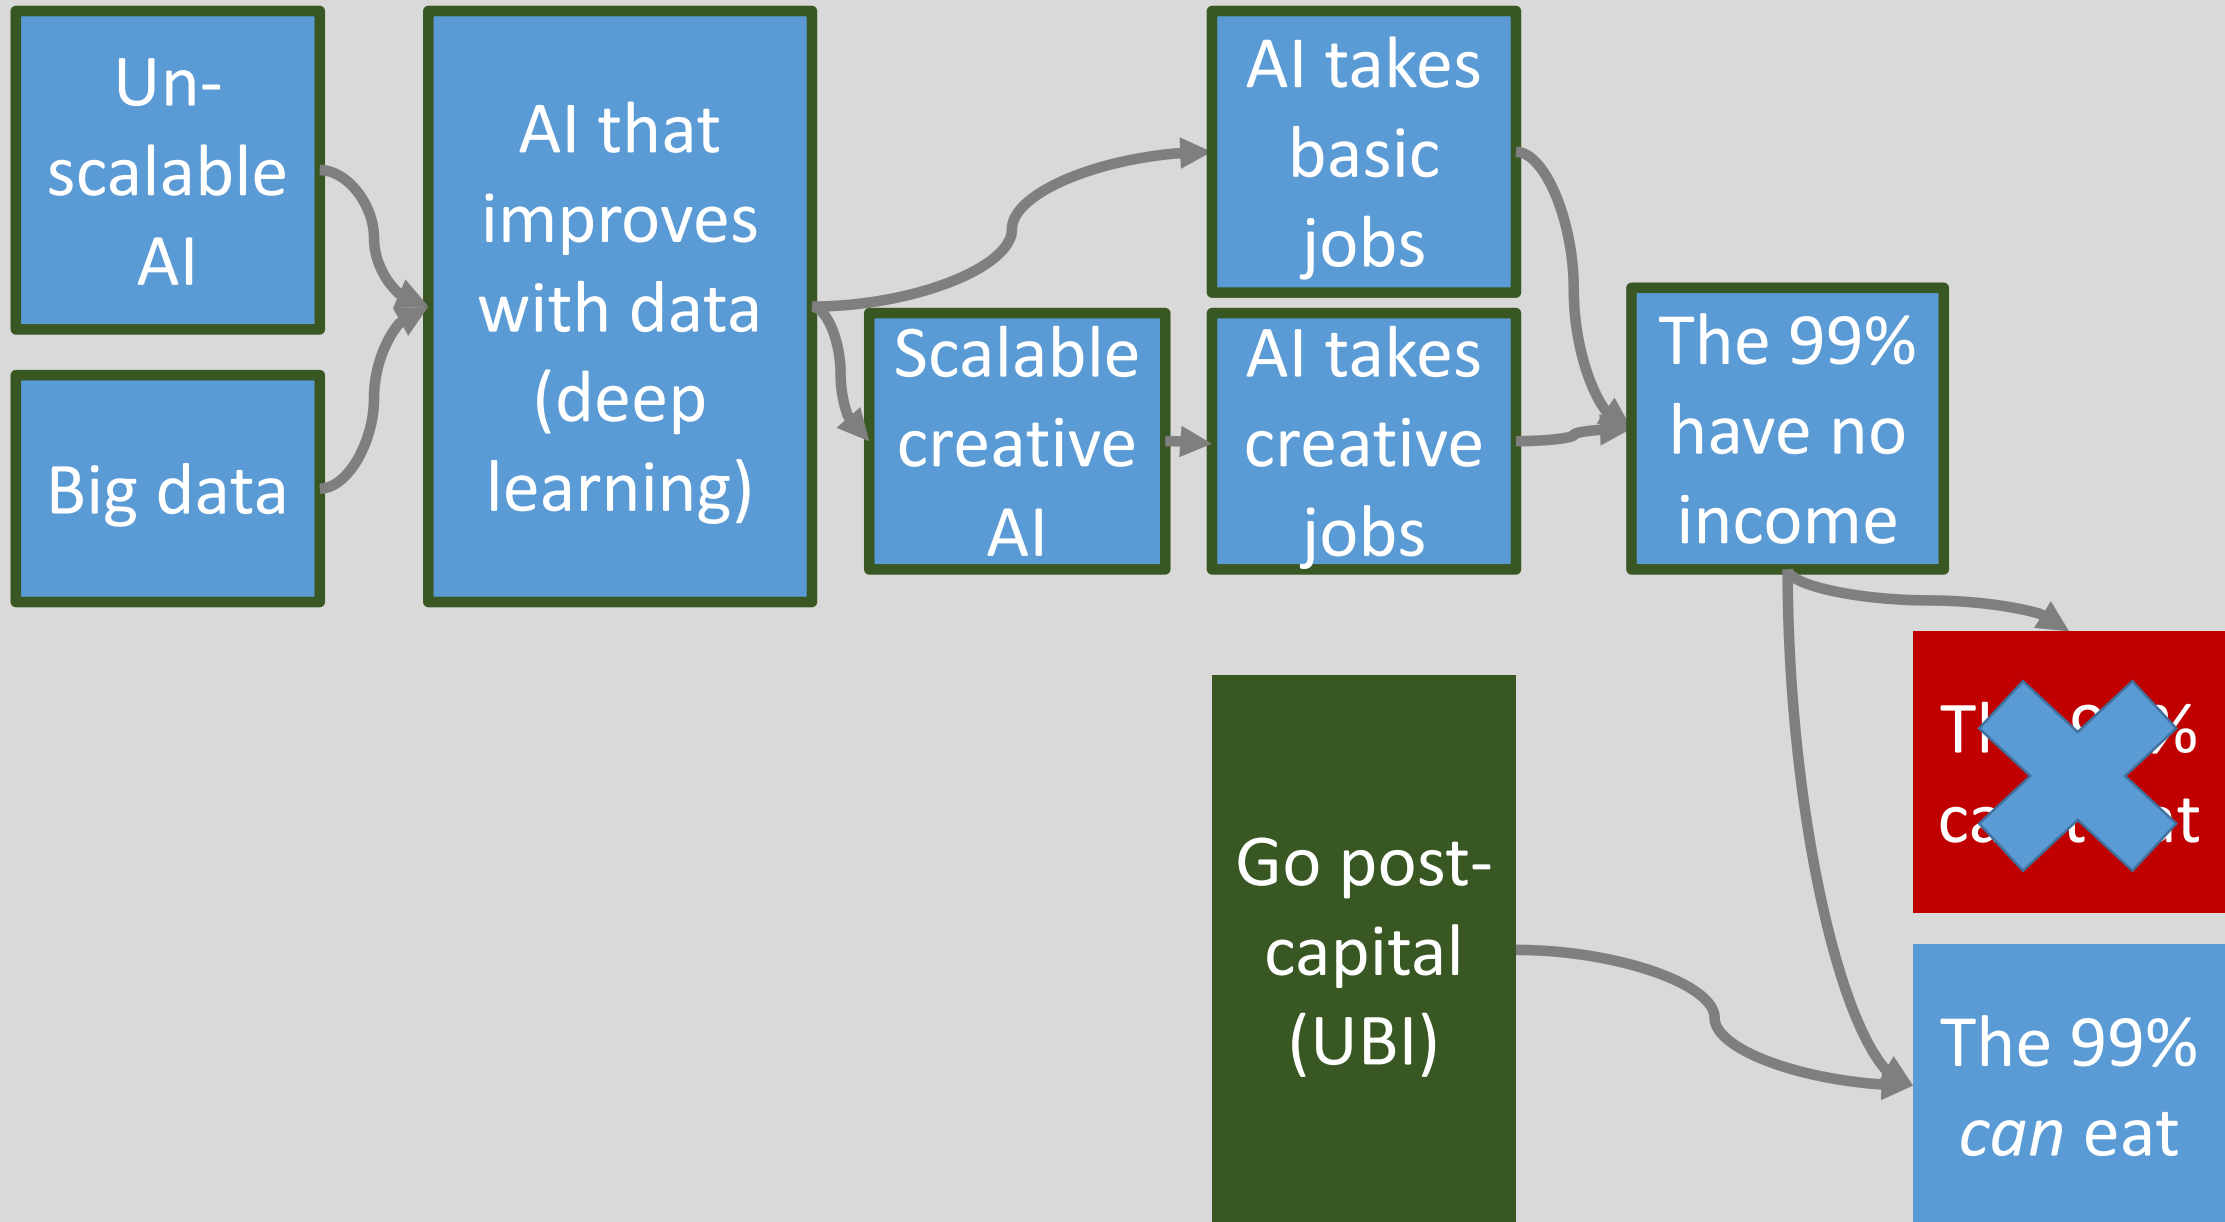 Un-
scalable
AI
Big data
AI that
improves
with data
(deep
learning)
Scalable
creative
AI
AI takes
basic
jobs
AI takes
creative
jobs
The 99%
have no
income
Go post-
capital
(UBI)
The 99%
can eat